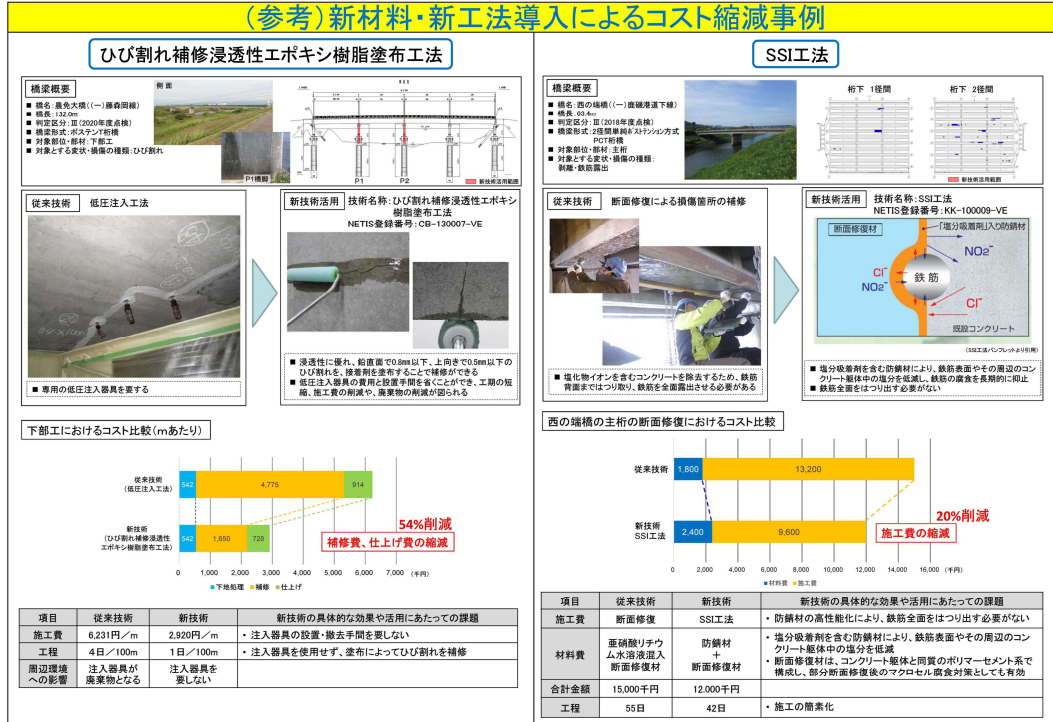 (参考)新材料・新工法導入によるコスト縮減事例
ひび割れ補修浸透性エポキシ樹脂塗布工法
橋梁概要
■ 橋名:農免大橋((一)藤森岡線)
■ 橋長:132.0m
■ 判定区分:Ⅲ(2020年度点検)
■ 橋梁形式:ポステンT桁橋
■ 対象部位・部材:下部工
■ 対象とする変状・損傷の種類:ひび割れ
側面
P1橋脚
P1
P2
新技術活用範囲
従来技術 低圧注入工法
■ 専用の低圧注入器具を要する
新技術活用 技術名称:ひび割れ補修浸透性エポキシ
樹脂塗布工法
NETIS登録番号:CB-130007-VE
■ 浸透性に優れ、鉛直面で0.8mm以下、上向きで0.5mm以下の
ひび割れを、接着剤を塗布することで補修ができる
■ 低圧注入器具の費用と設置手間を省くことができ、工期の短
縮、施工費の削減や、廃棄物の削減が図られる
下部工におけるコスト比較(mあたり)
従来技術
(低圧注入工法)
542 4,775 914
新技術
(ひび割れ補修浸透性
エポキシ樹脂塗布工法)
542 1,650 728
54%削減
補修費、仕上げ費の縮減
0 1,000 2,000 3,000 4,000 5,000 6,000 7,000 (千円)
■下地処理 ■補修 ■仕上げ
項目 従来技術 新技術 新技術の具体的な効果や活用にあたっての課題
施工費 6,231円/m 2,920円/m ・ 注入器具の設置・撤去手間を要しない
工程 4日/100m 1日/100m ・ 注入器具を使用せず、塗布によってひび割れを補修
周辺環境
への影響
注入器具が
廃棄物となる
注入器具を
要しない
SSI工法
橋梁概要
■ 橋名:西の端橋((一)鹿磯港道下線)
■ 橋長:63.4m
■ 判定区分:Ⅲ(2018年度点検)
■ 橋梁形式:2径間単純ポストテンション方式
PCT桁橋
■ 対象部位・部材:主桁
■ 対象とする変状・損傷の種類:
剥離・鉄筋露出
桁下 1径間
桁下 2径間
新技術活用範囲
従来技術 断面修復による損傷箇所の補修
■ 塩化物イオンを含むコンクリートを除去するため、鉄筋
背面まではつり取り、鉄筋を全面露出させる必要がある
新技術活用 技術名称:SSI工法
NETIS登録番号:KK-100009-VE
断面修復材
「塩分吸着剤」入り防錆材
NO2⁻
Cl⁻
NO2⁻
鉄筋
Cl⁻
既設コンクリート
(SSI工法パンフレットより引用)
■ 塩分吸着剤を含む防錆材により、鉄筋表面やその周辺のコン
クリート躯体中の塩分を低減し、鉄筋の腐食を長期的に抑止
■ 鉄筋全面をはつり出す必要がない
西の端橋の主桁の断面修復におけるコスト比較
従来技術
1,800 13,200
新技術
SSI工法
2,400 9,600
20%削減
施工費の縮減
0 2,000 4,000 6,000 8,000 10,000 12,000 14,000 16,000 (千円)
■材料費 ■施工費
項目 従来技術 新技術 新技術の具体的な効果や活用にあたっての課題
施工費 断面修復 SSI工法 ・ 防錆材の高性能化により、鉄筋全面をはつり出す必要がない
材料費
亜硝酸リチウ
ム水溶液混入
断面修復材
防錆材
+
断面修復材
・ 塩分吸着剤を含む防錆材により、鉄筋表面やその周辺のコン
クリート躯体中の塩分を低減
・ 断面修復材は、コンクリート躯体と同質のポリマーセメント系で
構成し、部分断面修復後のマクロセル腐食対策としても有効
合計金額 15,000千円 12.000千円
工程 55日 42日 ・ 施工の簡素化